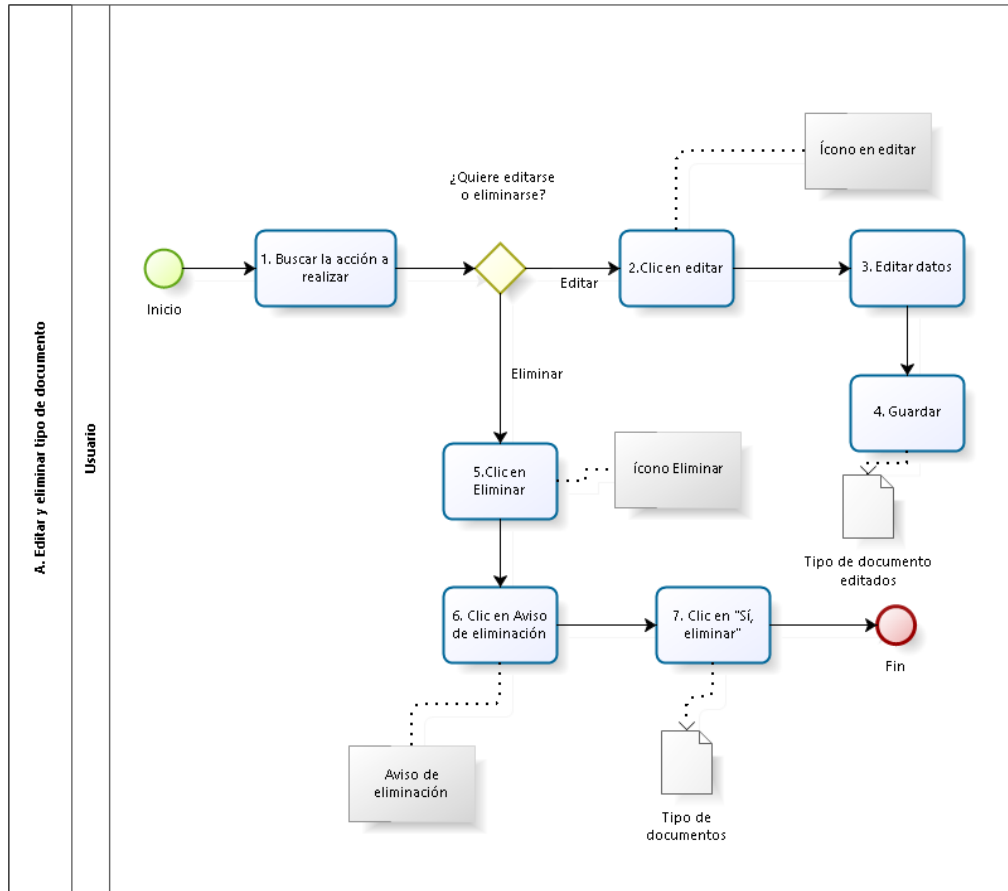 A. Editar y eliminar tipo de documento
Usuario
Ícono en editar
¿Quiere editarse
o eliminarse?
1. Buscar la acción a
realizar
2.Clic en editar
3. Editar datos
Editar
Inicio
Eliminar
4. Guardar
5.Clic en
Eliminar
ícono Eliminar
Tipo de documento
editados
6. Clic en Aviso
de eliminación
7. Clic en "Sí,
eliminar"
Fin
Aviso de
eliminación
Tipo de
documentos